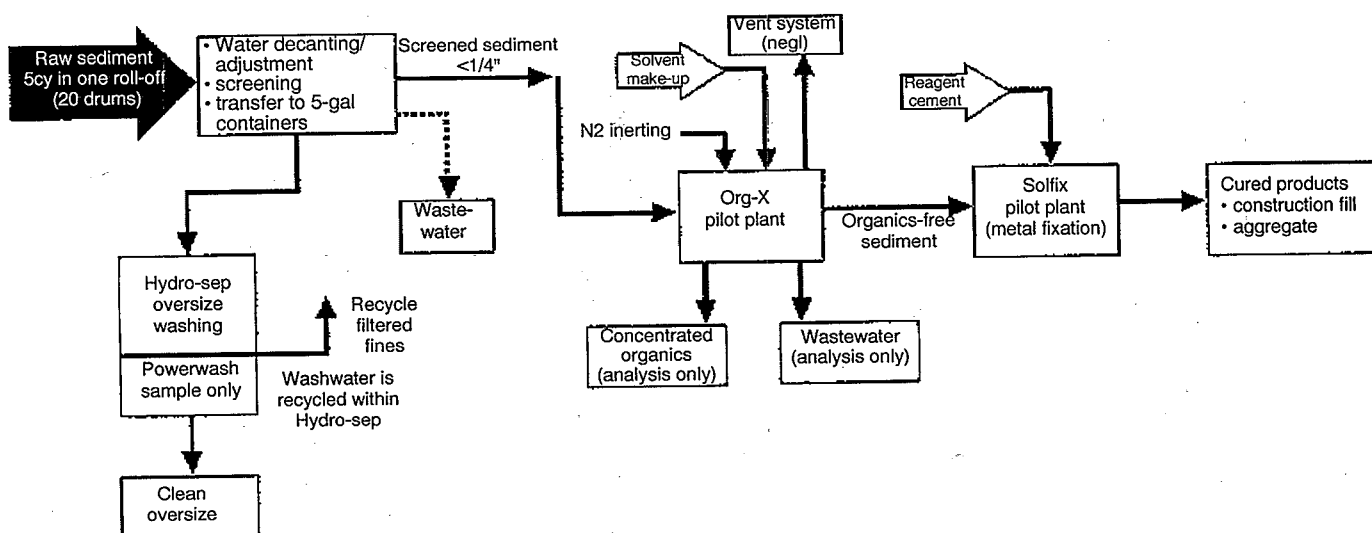 Raw sediment
5cy in one roll-off
(20 drums)
• Water decanting/
adjustment
• screening
• transfer to 5-gal
containers
Screened sediment
<1/4"
Waste-
water
Hydro-sep
oversize
washing
Powerwash
sample only
Recycle
filtered
fines
Washwater is
recycled within
Hydro-sep
Clean
oversize
Vent system
(negl)
Solvent
make-up
N2 inerting
Org-X
pilot plant
Concentrated
organics
(analysis only)
Wastewater
(analysis only)
Organics-free
sediment
Reagent
cement
Solfix
pilot plant
(metal fixation)
Cured products
• construction fill
• aggregate